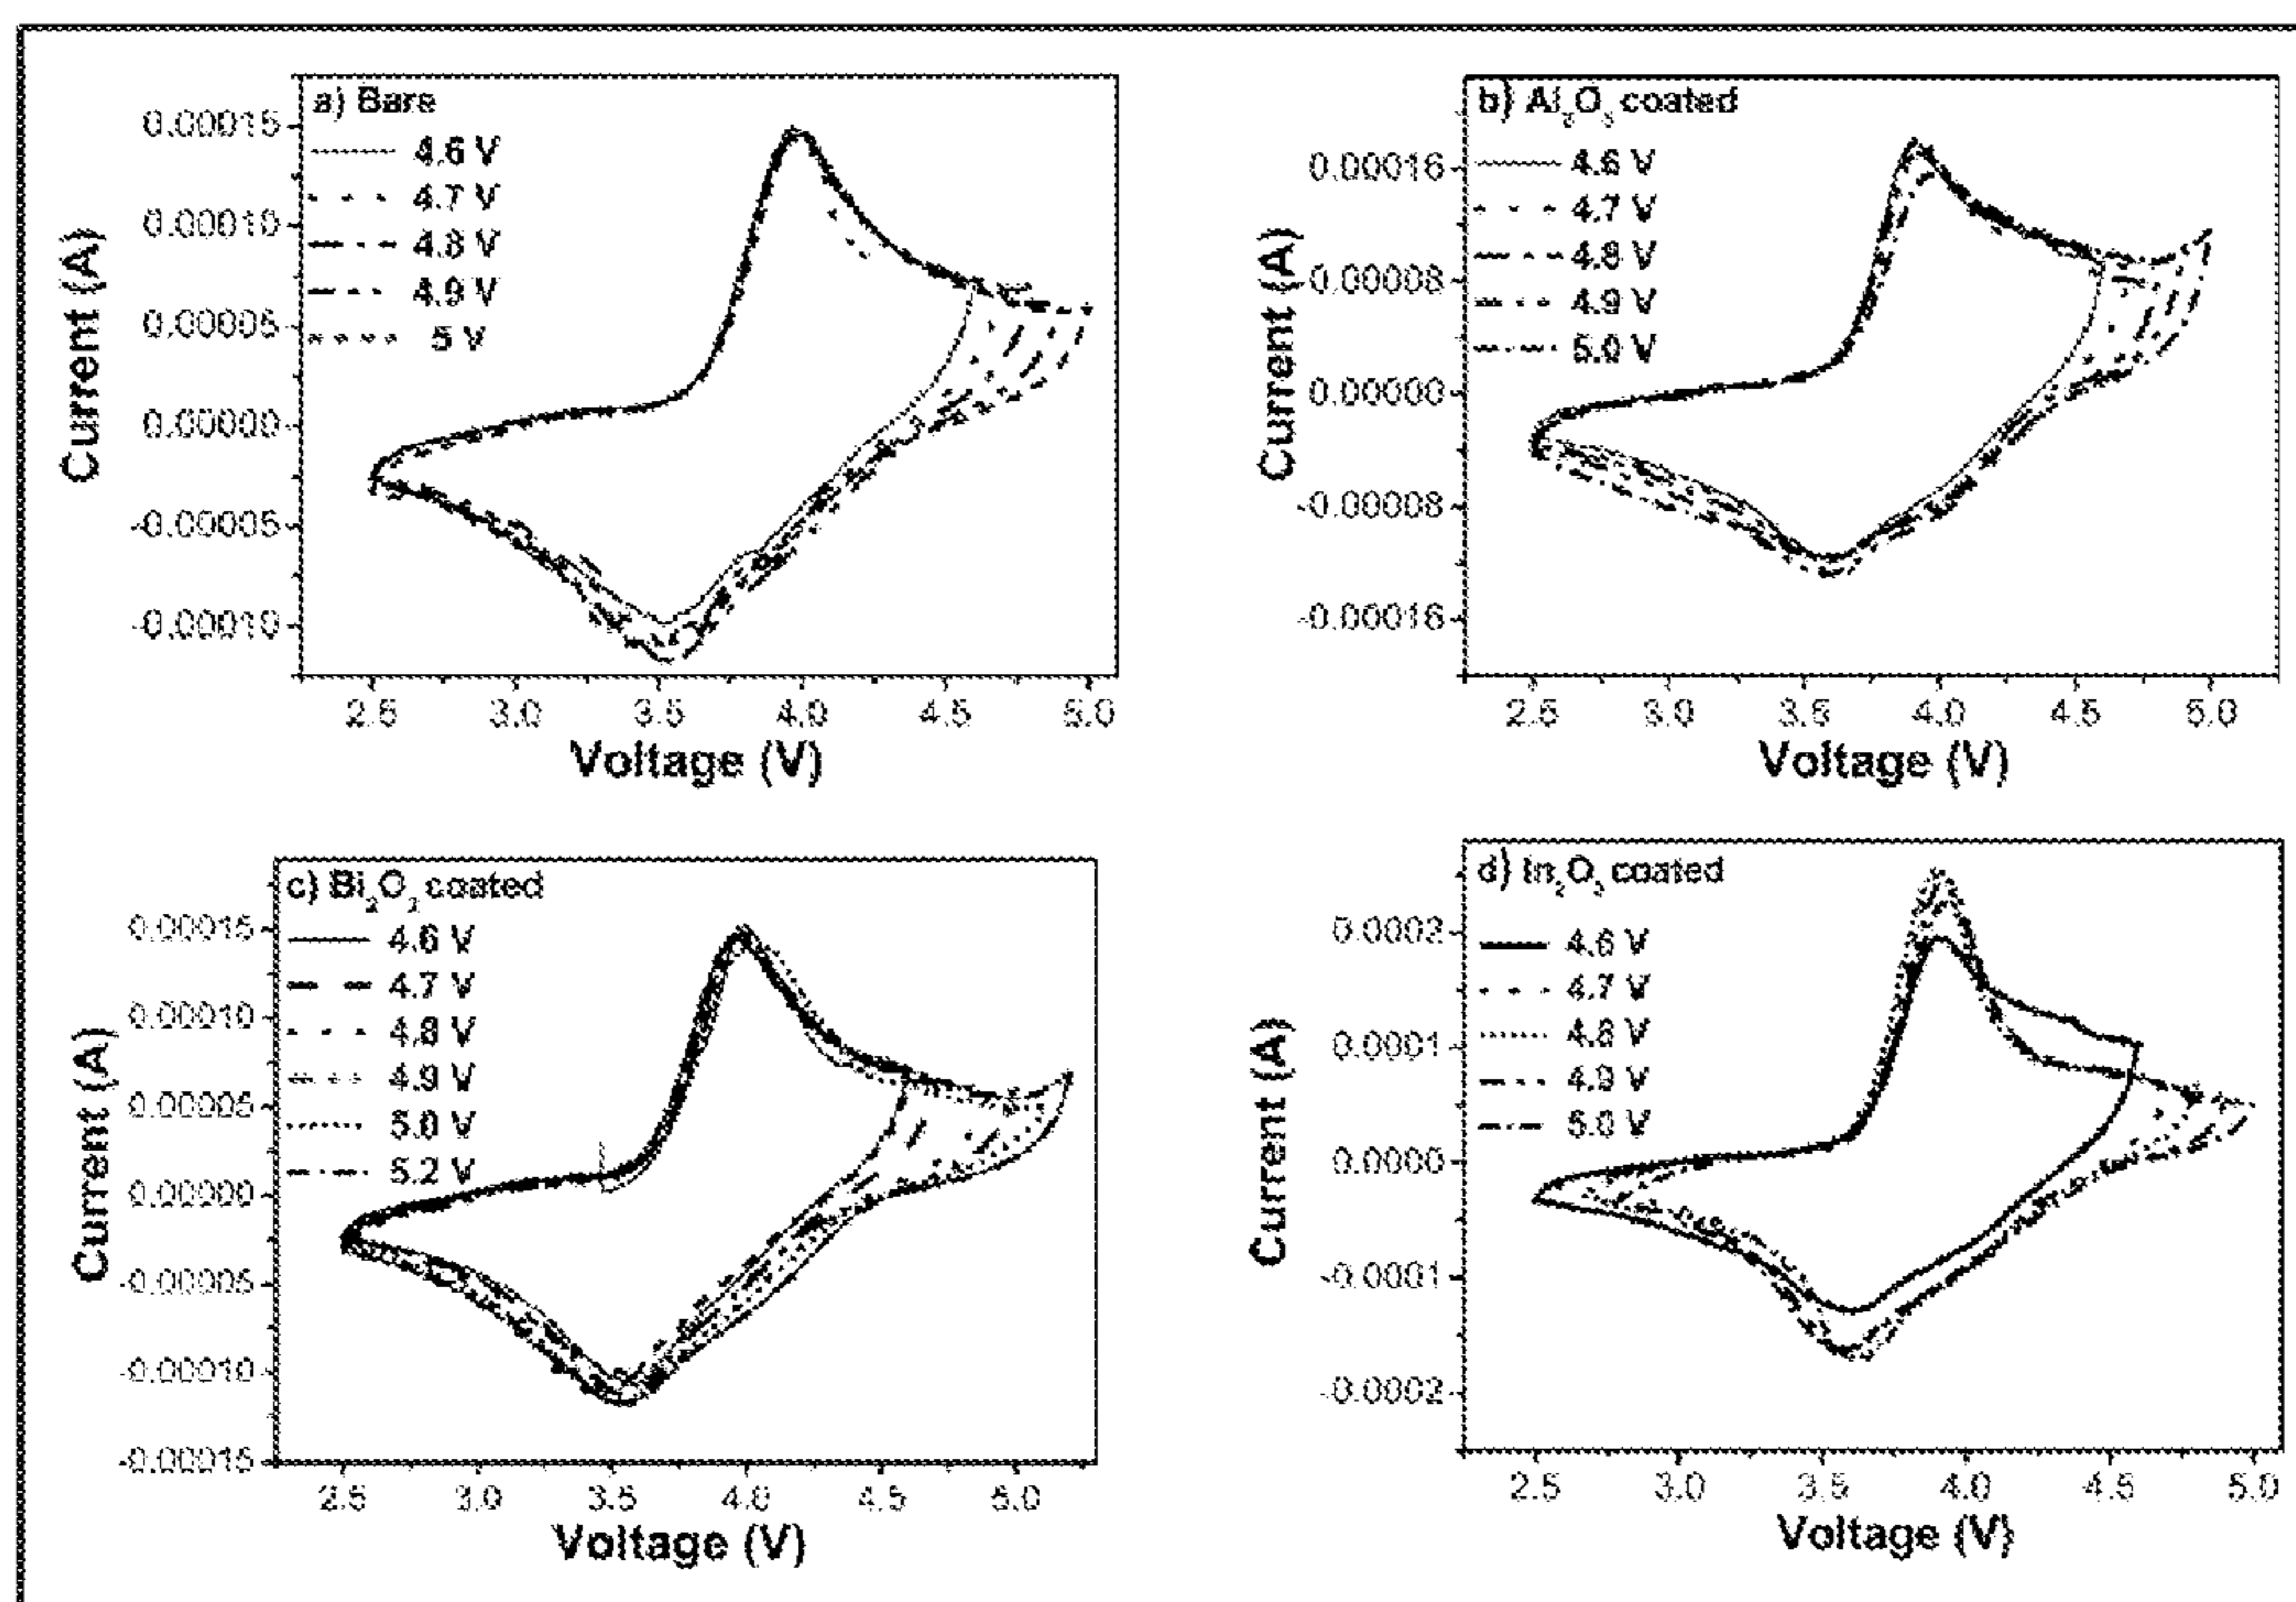 a) Bare
4.6 V
4.7 V
4.8 V
4.9 V
5 V
0.00015
0.00010
0.00005
0.00000
-0.00005
-0.00010
Current (A)
2.5 3.0 3.5 4.0 4.5 5.0
Voltage (V)
b) Al₂O₃ coated
4.6 V
4.7 V
4.8 V
4.9 V
5.0 V
0.00016
0.00008
0.00000
-0.00008
-0.00016
Current (A)
2.5 3.0 3.5 4.0 4.5 5.0
Voltage (V)
c) Bi₂O₃ coated
4.6 V
4.7 V
4.8 V
4.9 V
5.0 V
5.2 V
0.00015
0.00010
0.00005
0.00000
-0.00005
-0.00010
-0.00015
Current (A)
2.5 3.0 3.5 4.0 4.5 5.0
Voltage (V)
d) In₂O₃ coated
4.6 V
4.7 V
4.8 V
4.9 V
5.0 V
0.0002
0.0001
0.0000
-0.0001
-0.0002
Current (A)
2.5 3.0 3.5 4.0 4.5 5.0
Voltage (V)